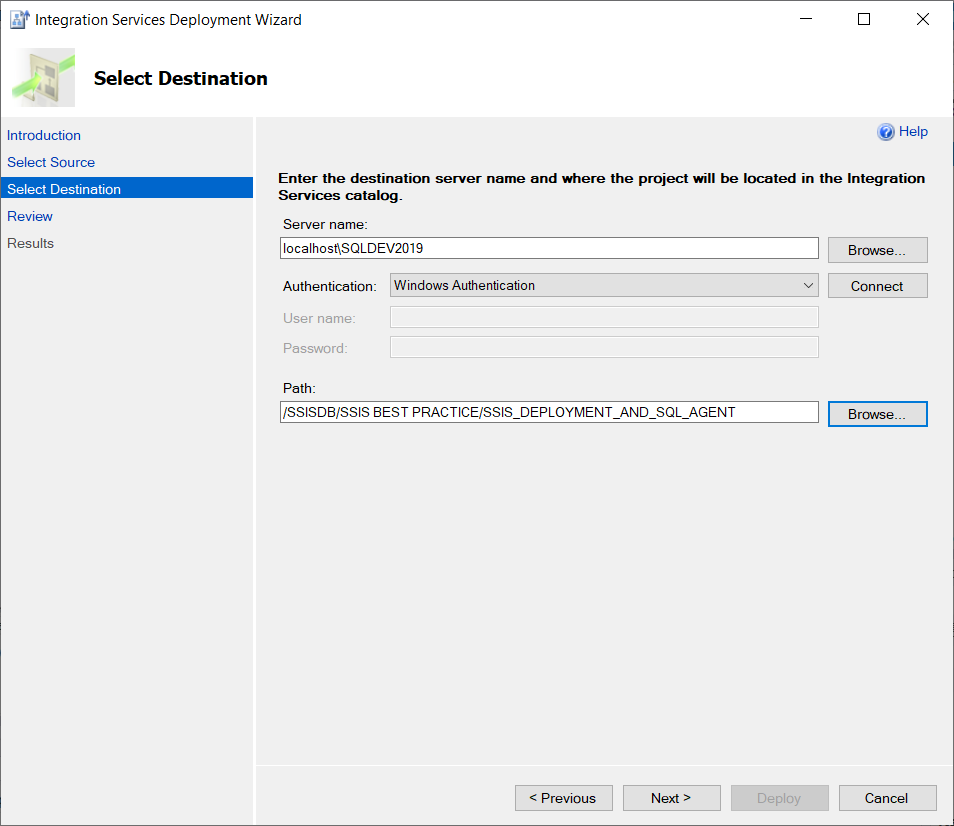 Integration Services Deployment Wizard
Select Destination
Introduction
Select Source
Select Destination
Review
Results
Help
Enter the destination server name and where the project will be located in the Integration
Services catalog.
Server name:
localhost\SQLDEV2019
Browse...
Authentication:
Windows Authentication
Connect
User name:
Password:
Path:
/SSISDB/SSIS BEST PRACTICE/SSIS_DEPLOYMENT_AND_SQL_AGENT
Browse...
< Previous
Next >
Deploy
Cancel